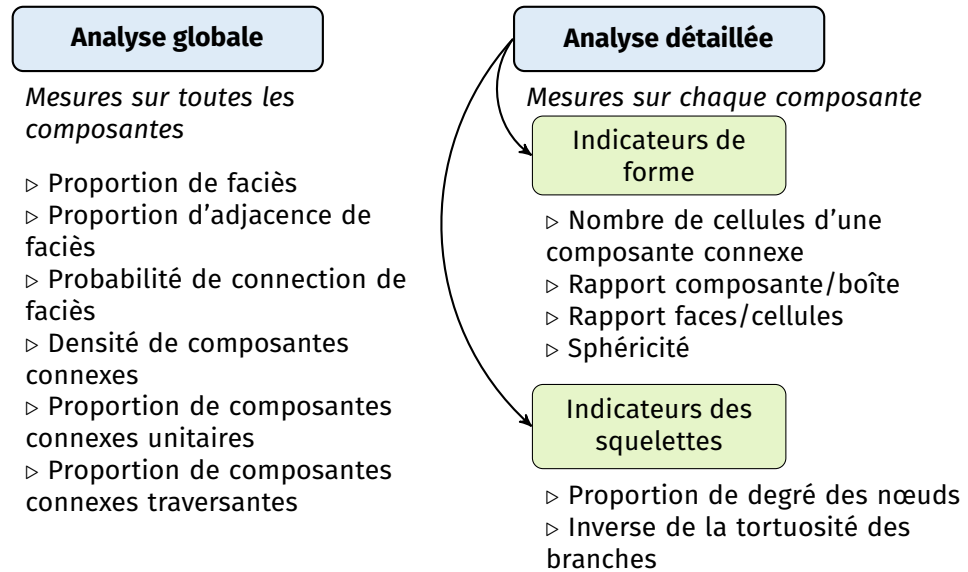 Analyse globale
Mesures sur toutes les
composantes
▷ Proportion de faciès
▷ Proportion d'adjacence de
faciès
▷ Probabilité de connection de
faciès
▷ Densité de composantes
connexes
▷ Proportion de composantes
connexes unitaires
▷ Proportion de composantes
connexes traversantes
Analyse détaillée
Mesures sur chaque composante
Indicateurs de
forme
▷ Nombre de cellules d'une
composante connexe
▷ Rapport composante/boîte
▷ Rapport faces/cellules
▷ Sphéricité
Indicateurs des
squelettes
▷ Proportion de degré des nœuds
▷ Inverse de la tortuosité des
branches